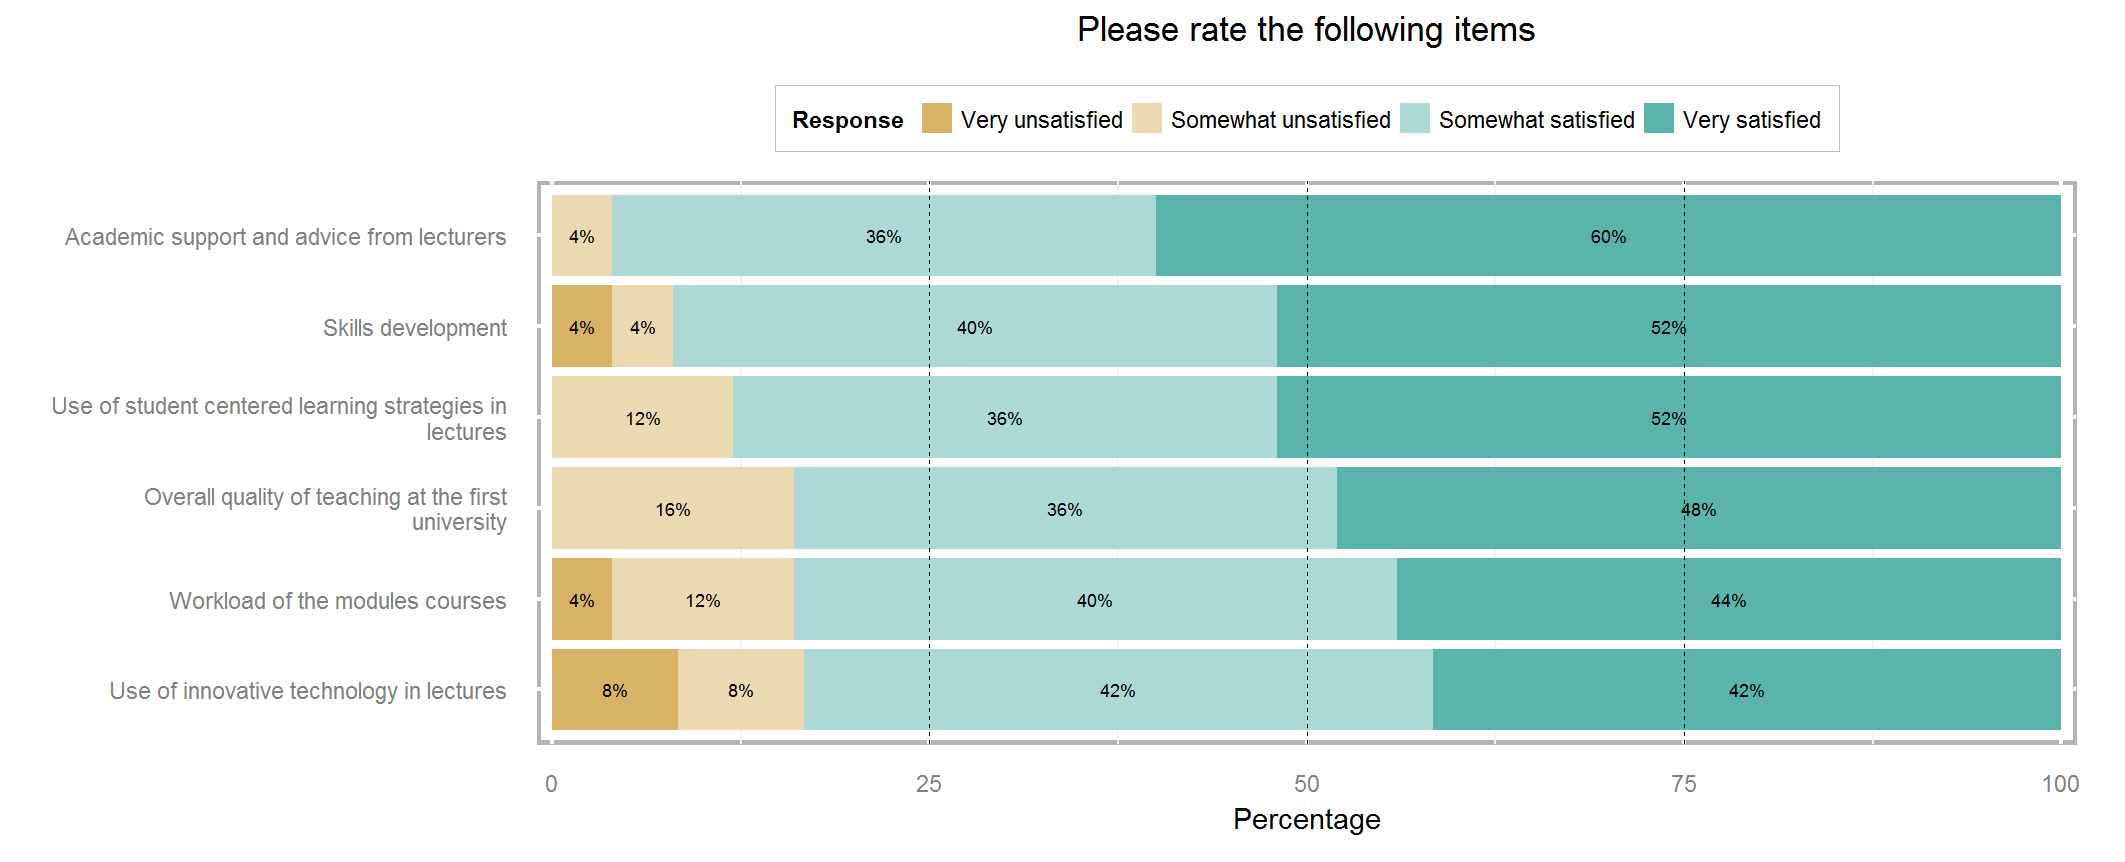 Please rate the following items
Response Very unsatisfied Somewhat unsatisfied Somewhat satisfied Very satisfied
Academic support and advice from lecturers 4% 36% 60%
Skills development 4% 4% 40% 52%
Use of student centered learning strategies in
lectures
12% 36% 52%
Overall quality of teaching at the first
university
16% 36% 48%
Workload of the modules courses 4% 12% 40% 44%
Use of innovative technology in lectures 8% 8% 42% 42%
0 25 50 75 100
Percentage